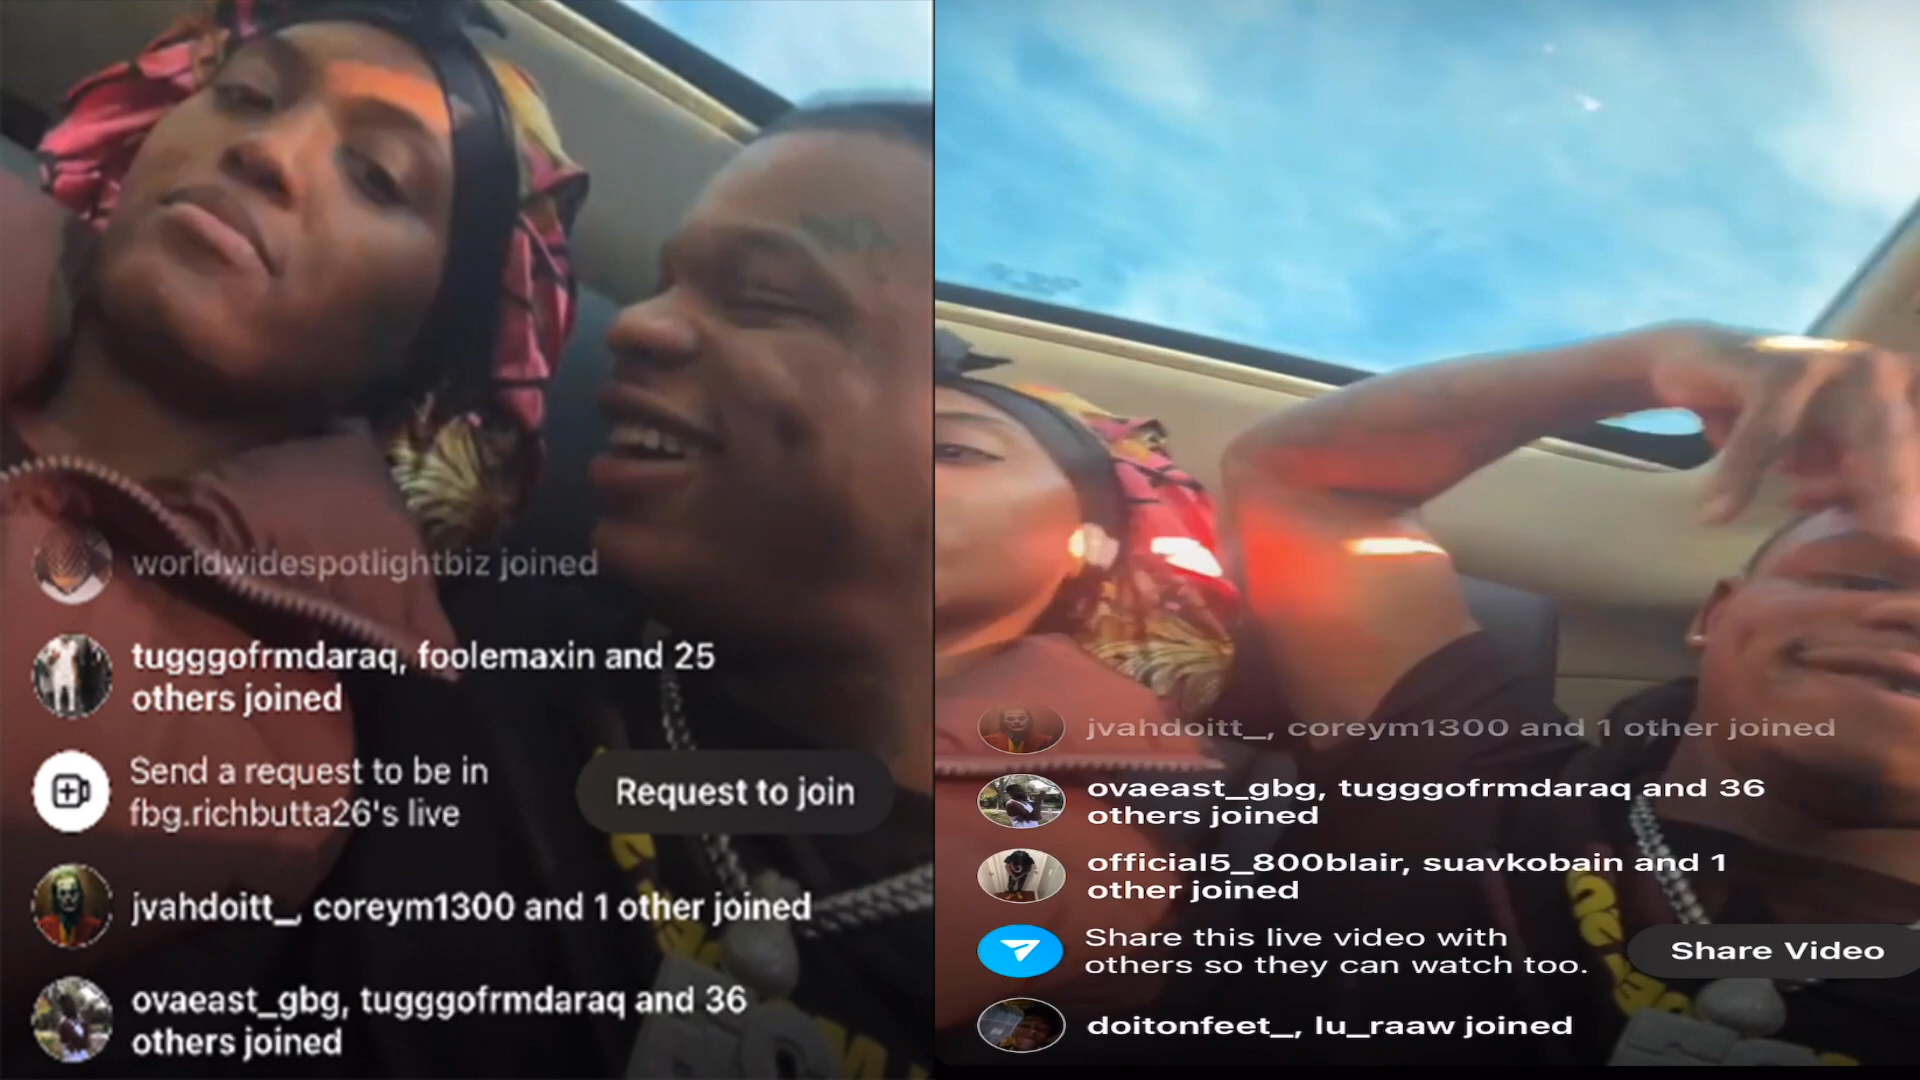 worldwidespotlightbiz joined
tugggofrmdaraq, foolemaxin and 25
others joined
Send a request to be in
fbg.richbutta26's live
Request to join
jvahdoitt_, coreym1300 and 1 other joined
ovaeast_gbg, tugggofrmdaraq and 36
others joined
jvahdoitt_, coreym1300 and 1 other joined
ovaeast_gbg, tugggofrmdaraq and 36
others joined
official5_800blair, suavkobain and 1
other joined
Share this live video with
others so they can watch too.
Share Video
doitonfeet_, lu_raaw joined